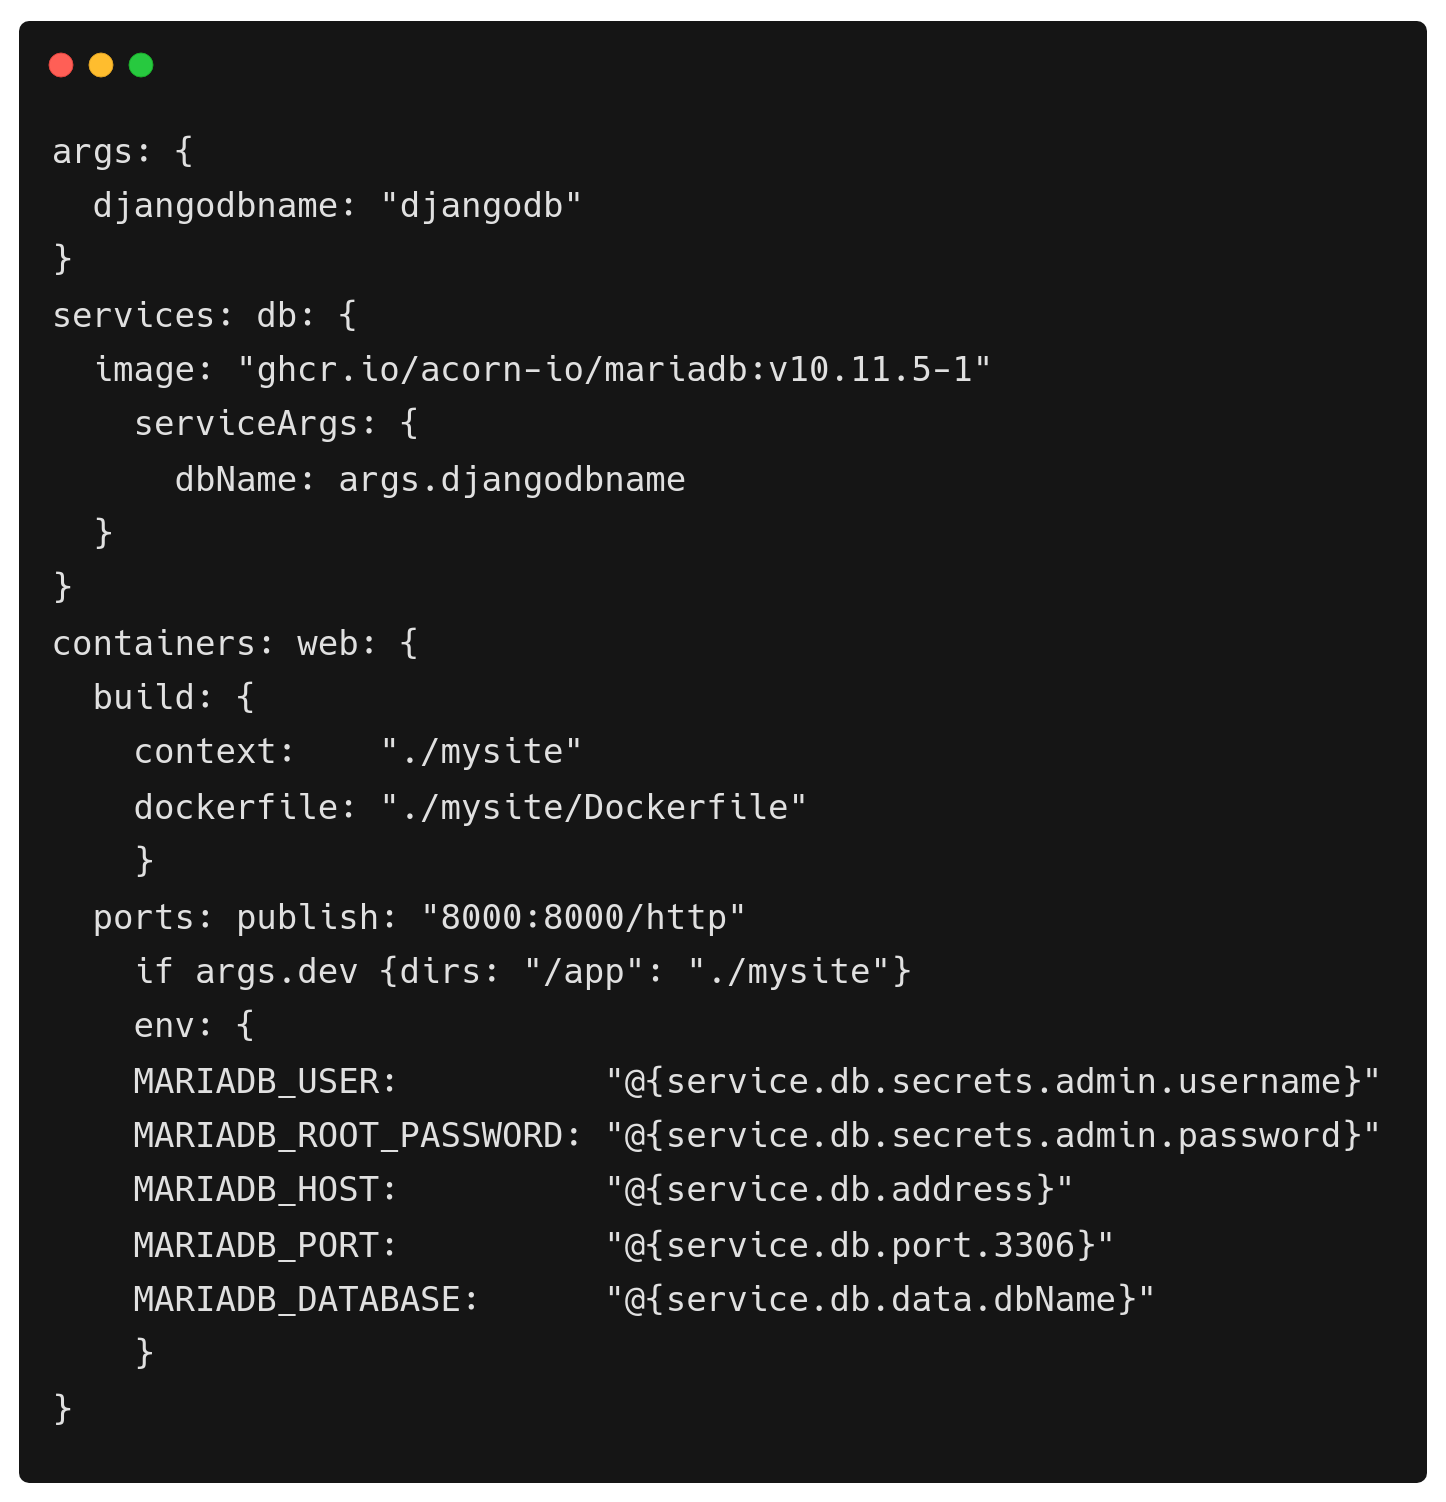 args: {
  djangodbname: "djangodb"
}
services: db: {
  image: "ghcr.io/acorn-io/mariadb:v10.11.5-1"
    serviceArgs: {
      dbName: args.djangodbname
  }
}
containers: web: {
  build: {
    context:    "./mysite"
    dockerfile: "./mysite/Dockerfile"
    }
  ports: publish: "8000:8000/http"
    if args.dev {dirs: "/app": "./mysite"}
    env: {
    MARIADB_USER:          "@{service.db.secrets.admin.username}"
    MARIADB_ROOT_PASSWORD: "@{service.db.secrets.admin.password}"
    MARIADB_HOST:          "@{service.db.address}"
    MARIADB_PORT:          "@{service.db.port.3306}"
    MARIADB_DATABASE:      "@{service.db.data.dbName}"
    }
}